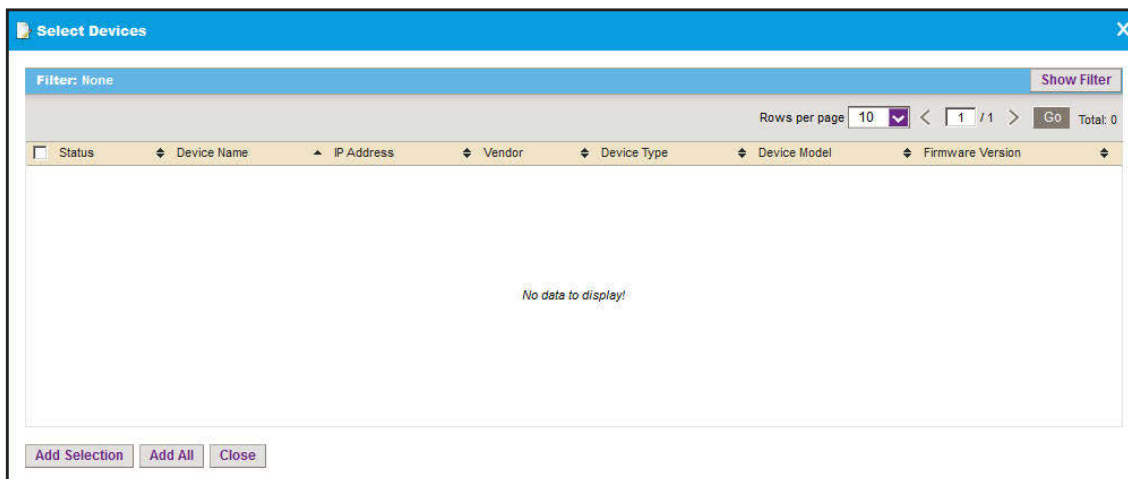 Select Devices X
Filter: None Show Filter
Rows per page 10 < 1 / 1 > Go Total: 0
Status Device Name IP Address Vendor Device Type Device Model Firmware Version
No data to display!
Add Selection Add All Close